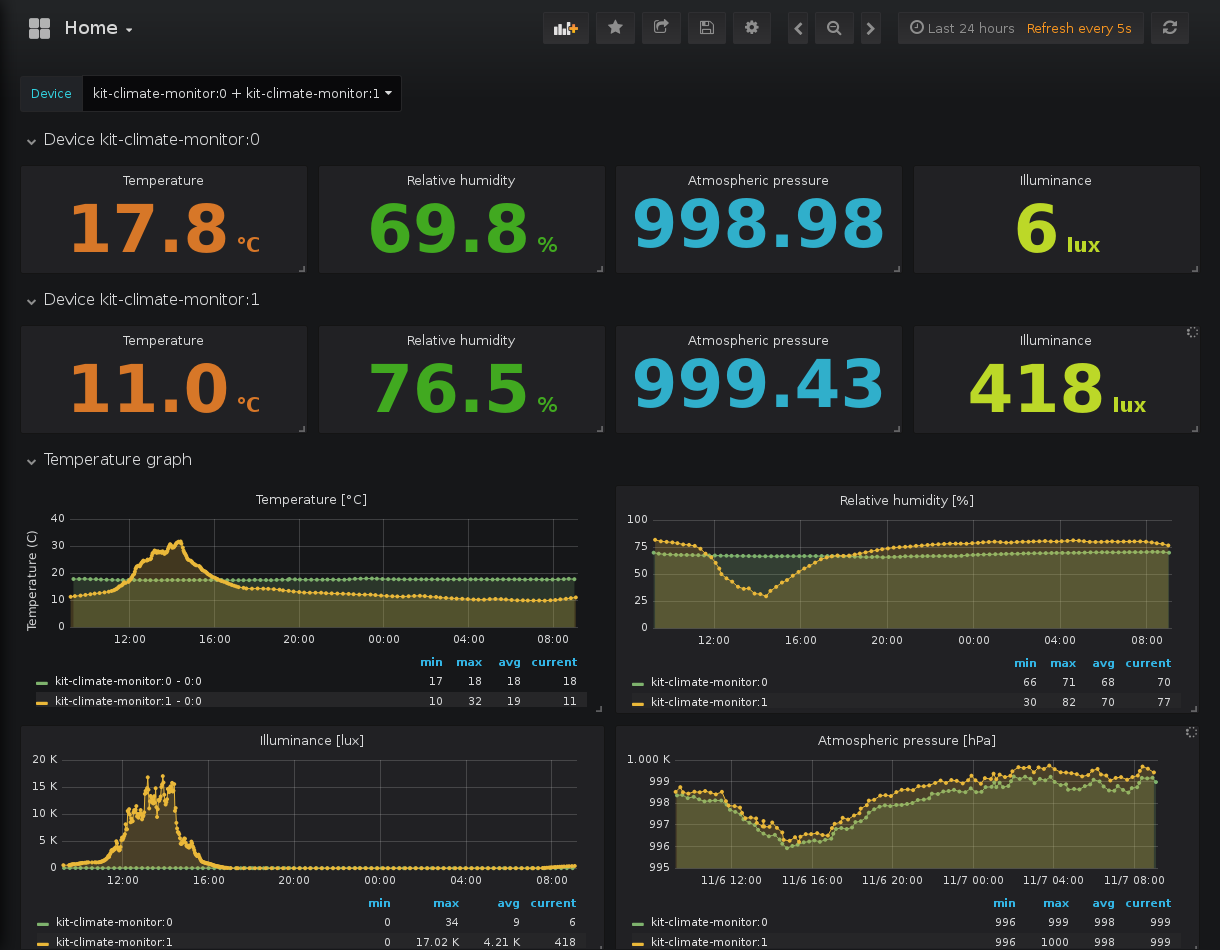 Home
Last 24 hours Refresh every 5s
Device kit-climate-monitor:0 + kit-climate-monitor:1
Device kit-climate-monitor:0
Temperature Relative humidity Atmospheric pressure Illuminance
17.8 °C 69.8 % 998.98 6 lux
Device kit-climate-monitor:1
Temperature Relative humidity Atmospheric pressure Illuminance
11.0 °C 76.5 % 999.43 418 lux
Temperature graph
Temperature [°C]
Temperature (C)
40
30
20
10
0
12:00 16:00 20:00 00:00 04:00 08:00
min max avg current
kit-climate-monitor:0 - 0:0 17 18 18 18
kit-climate-monitor:1 - 0:0 10 32 19 11
Relative humidity [%]
100
75
50
25
0
12:00 16:00 20:00 00:00 04:00 08:00
min max avg current
kit-climate-monitor:0 66 71 68 70
kit-climate-monitor:1 30 82 70 77
Illuminance [lux]
20 K
15 K
10 K
5 K
0
12:00 16:00 20:00 00:00 04:00 08:00
min max avg current
kit-climate-monitor:0 0 34 9 6
kit-climate-monitor:1 0 17.02 K 4.21 K 418
Atmospheric pressure [hPa]
1.000 K
999
998
997
996
995
11/6 12:00 11/6 16:00 11/6 20:00 11/7 00:00 11/7 04:00 11/7 08:00
min max avg current
kit-climate-monitor:0 996 999 998 999
kit-climate-monitor:1 996 1000 998 999